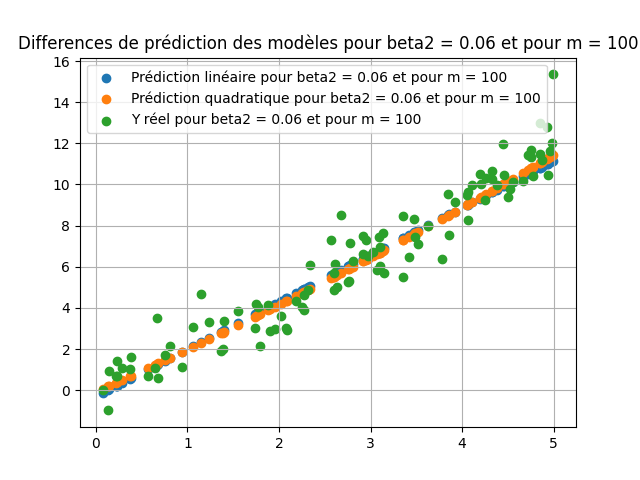 Differences de prédiction des modèles pour beta2 = 0.06 et pour m = 100
Prédiction linéaire pour beta2 = 0.06 et pour m = 100
Prédiction quadratique pour beta2 = 0.06 et pour m = 100
Y réel pour beta2 = 0.06 et pour m = 100
16
14
12
10
8
6
4
2
0
0 1 2 3 4 5